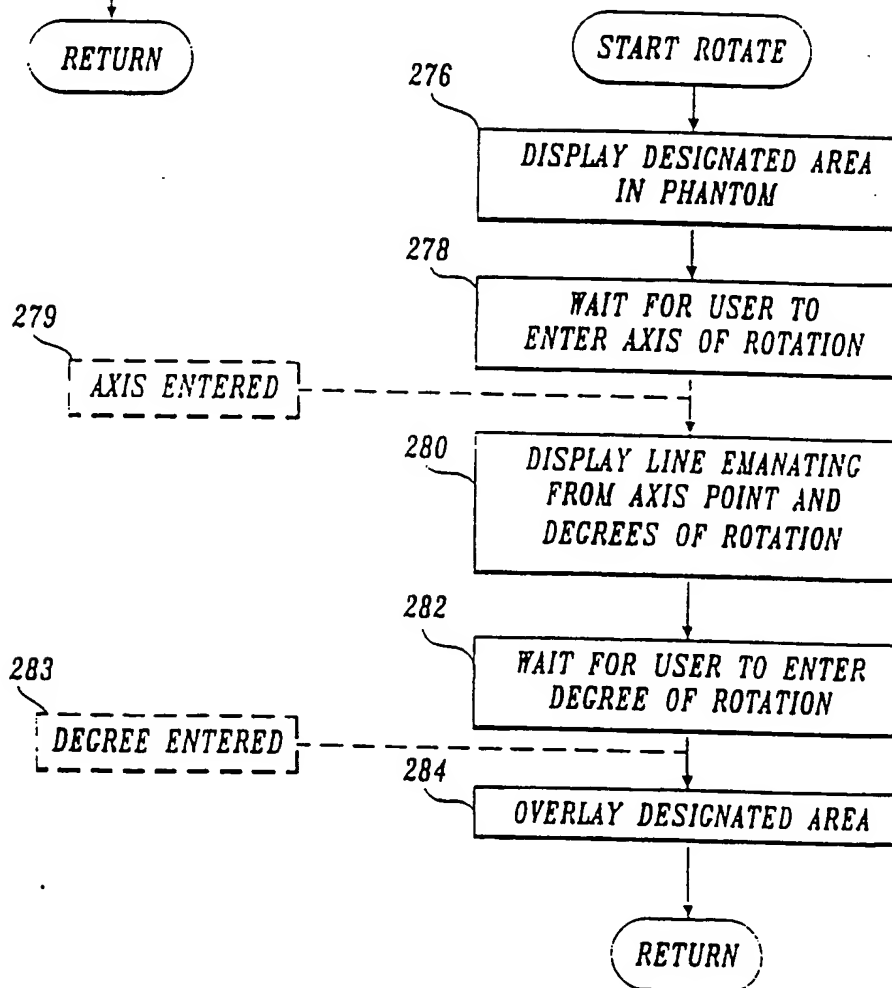 RETURN
START ROTATE
276
DISPLAY DESIGNATED AREA
IN PHANTOM
278
WAIT FOR USER TO
ENTER AXIS OF ROTATION
279
AXIS ENTERED
280
DISPLAY LINE EMANATING
FROM AXIS POINT AND
DEGREES OF ROTATION
282
WAIT FOR USER TO ENTER
DEGREE OF ROTATION
283
DEGREE ENTERED
284
OVERLAY DESIGNATED AREA
RETURN